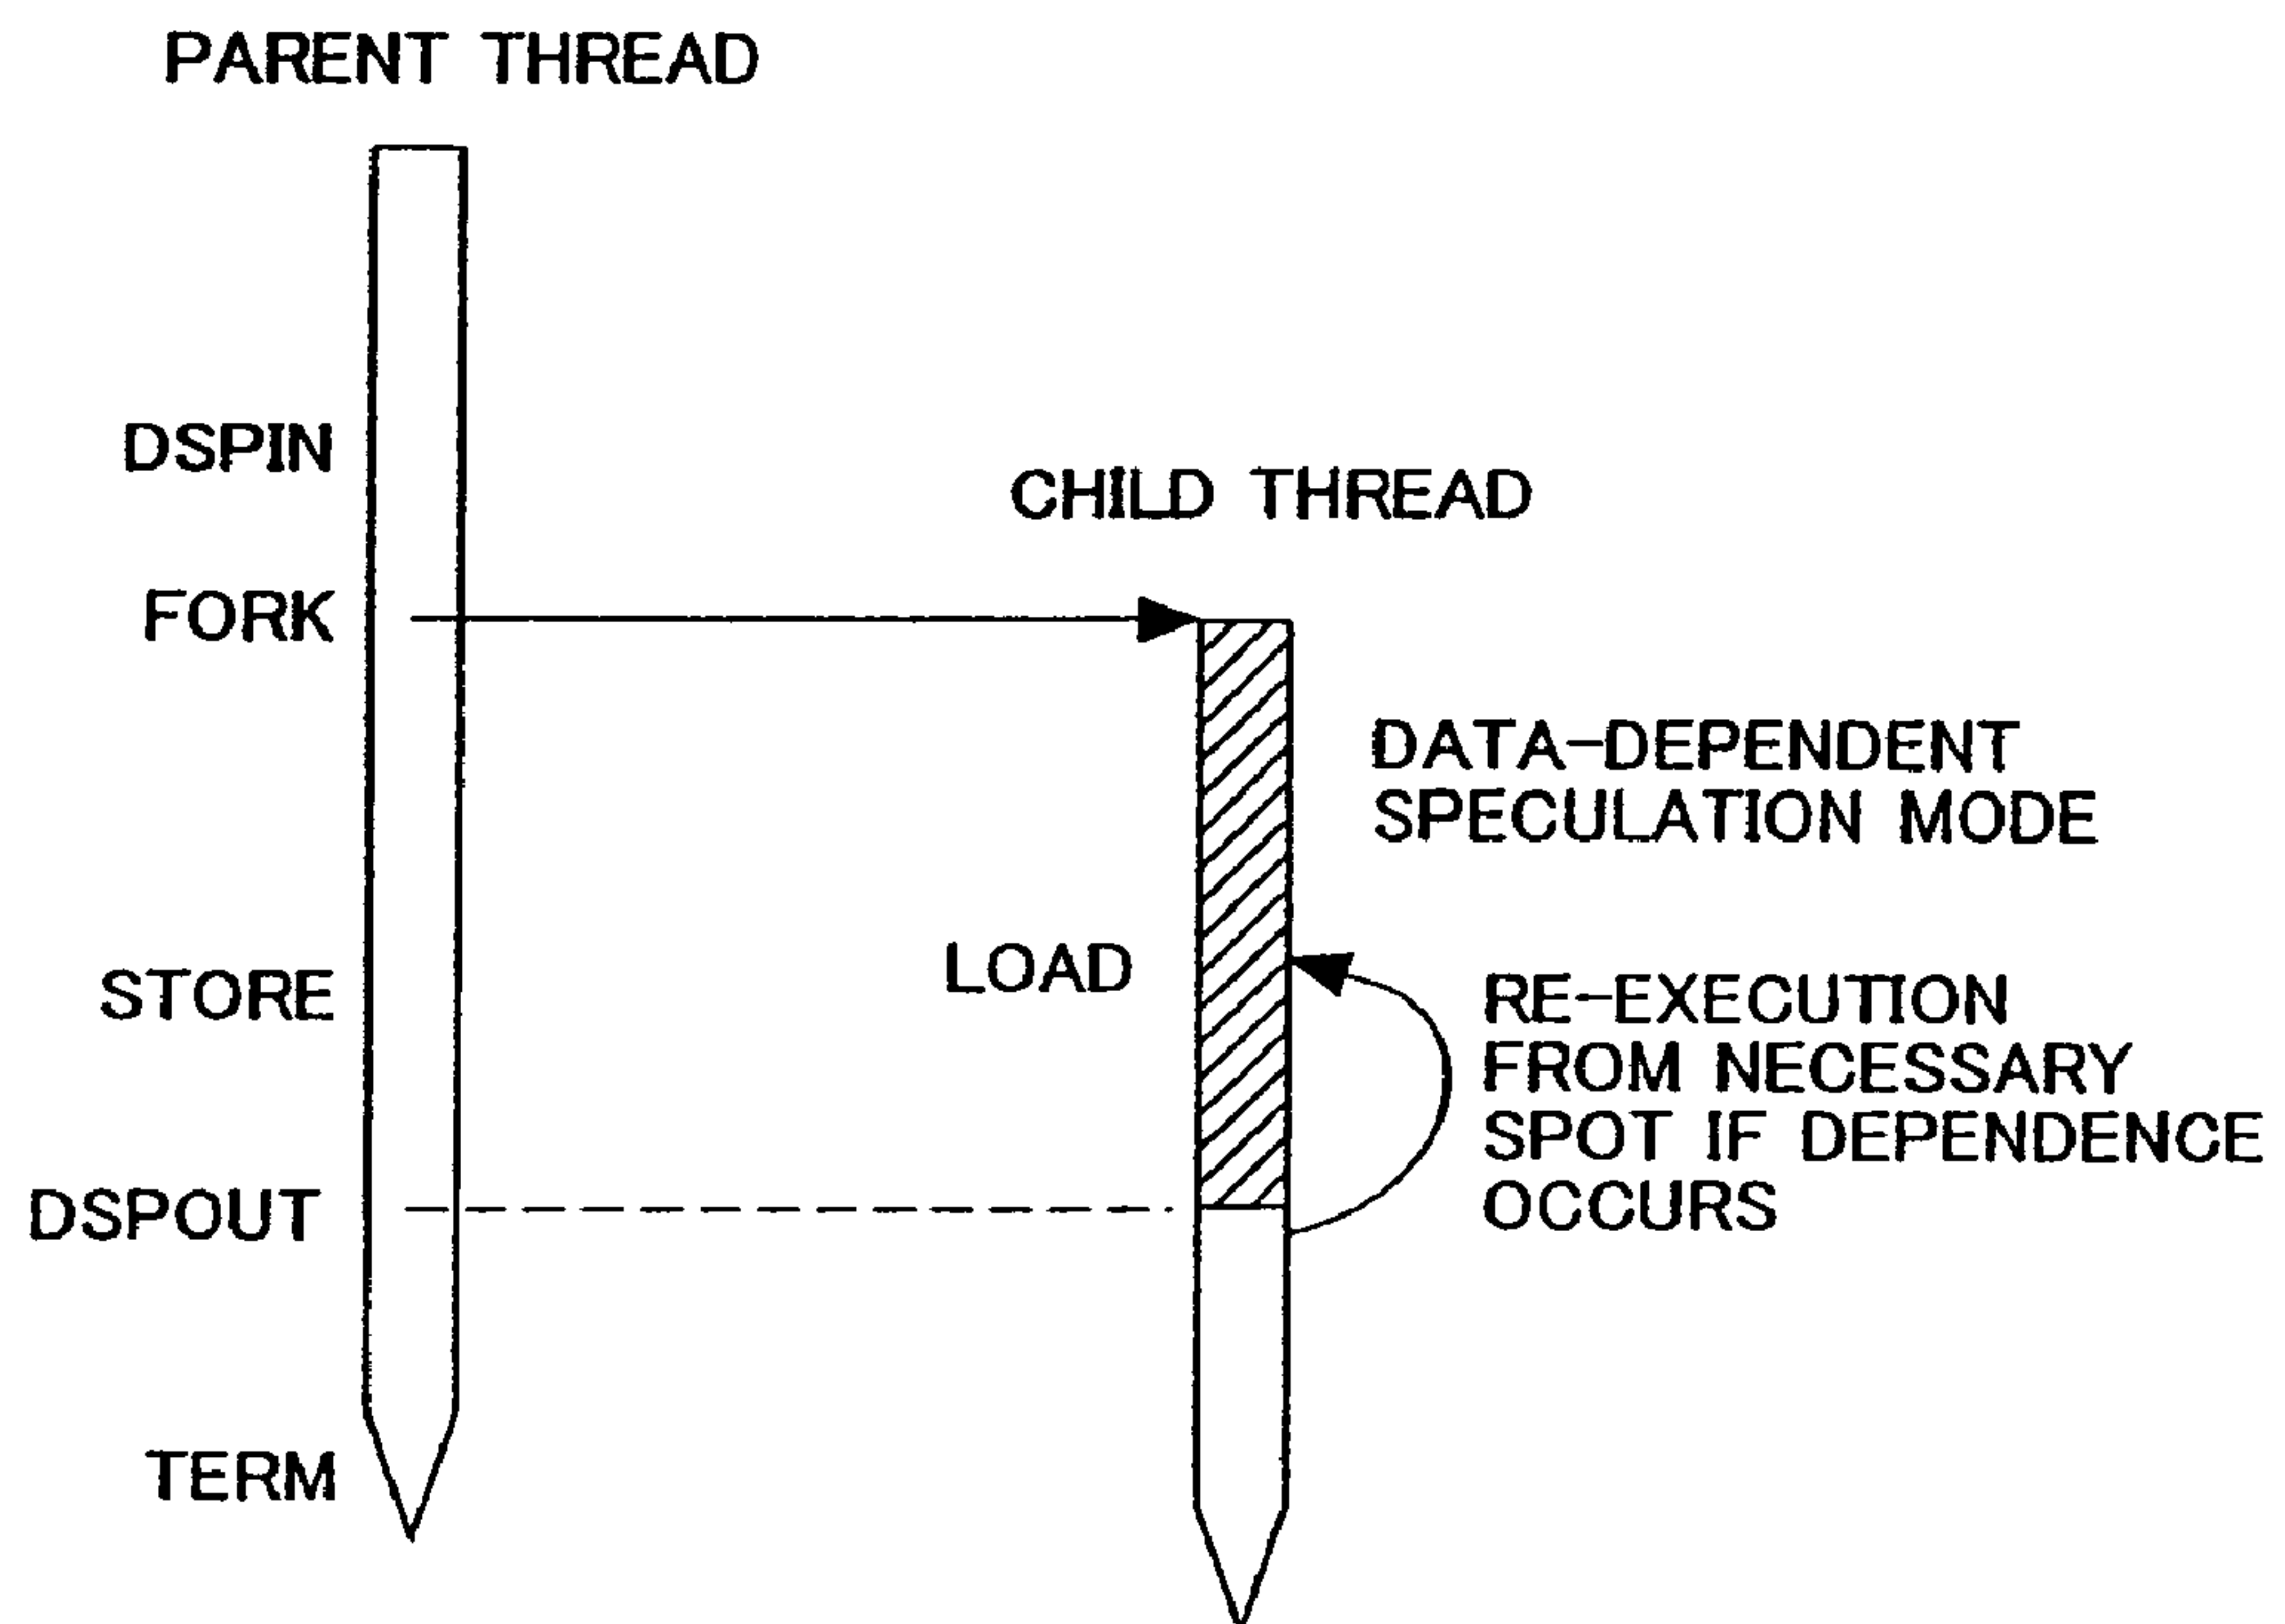 PARENT THREAD
DSPIN
CHILD THREAD
FORK
DATA-DEPENDENT
SPECULATION MODE
LOAD
STORE
RE-EXECUTION
FROM NECESSARY
SPOT IF DEPENDENCE
OCCURS
DSPOUT
TERM